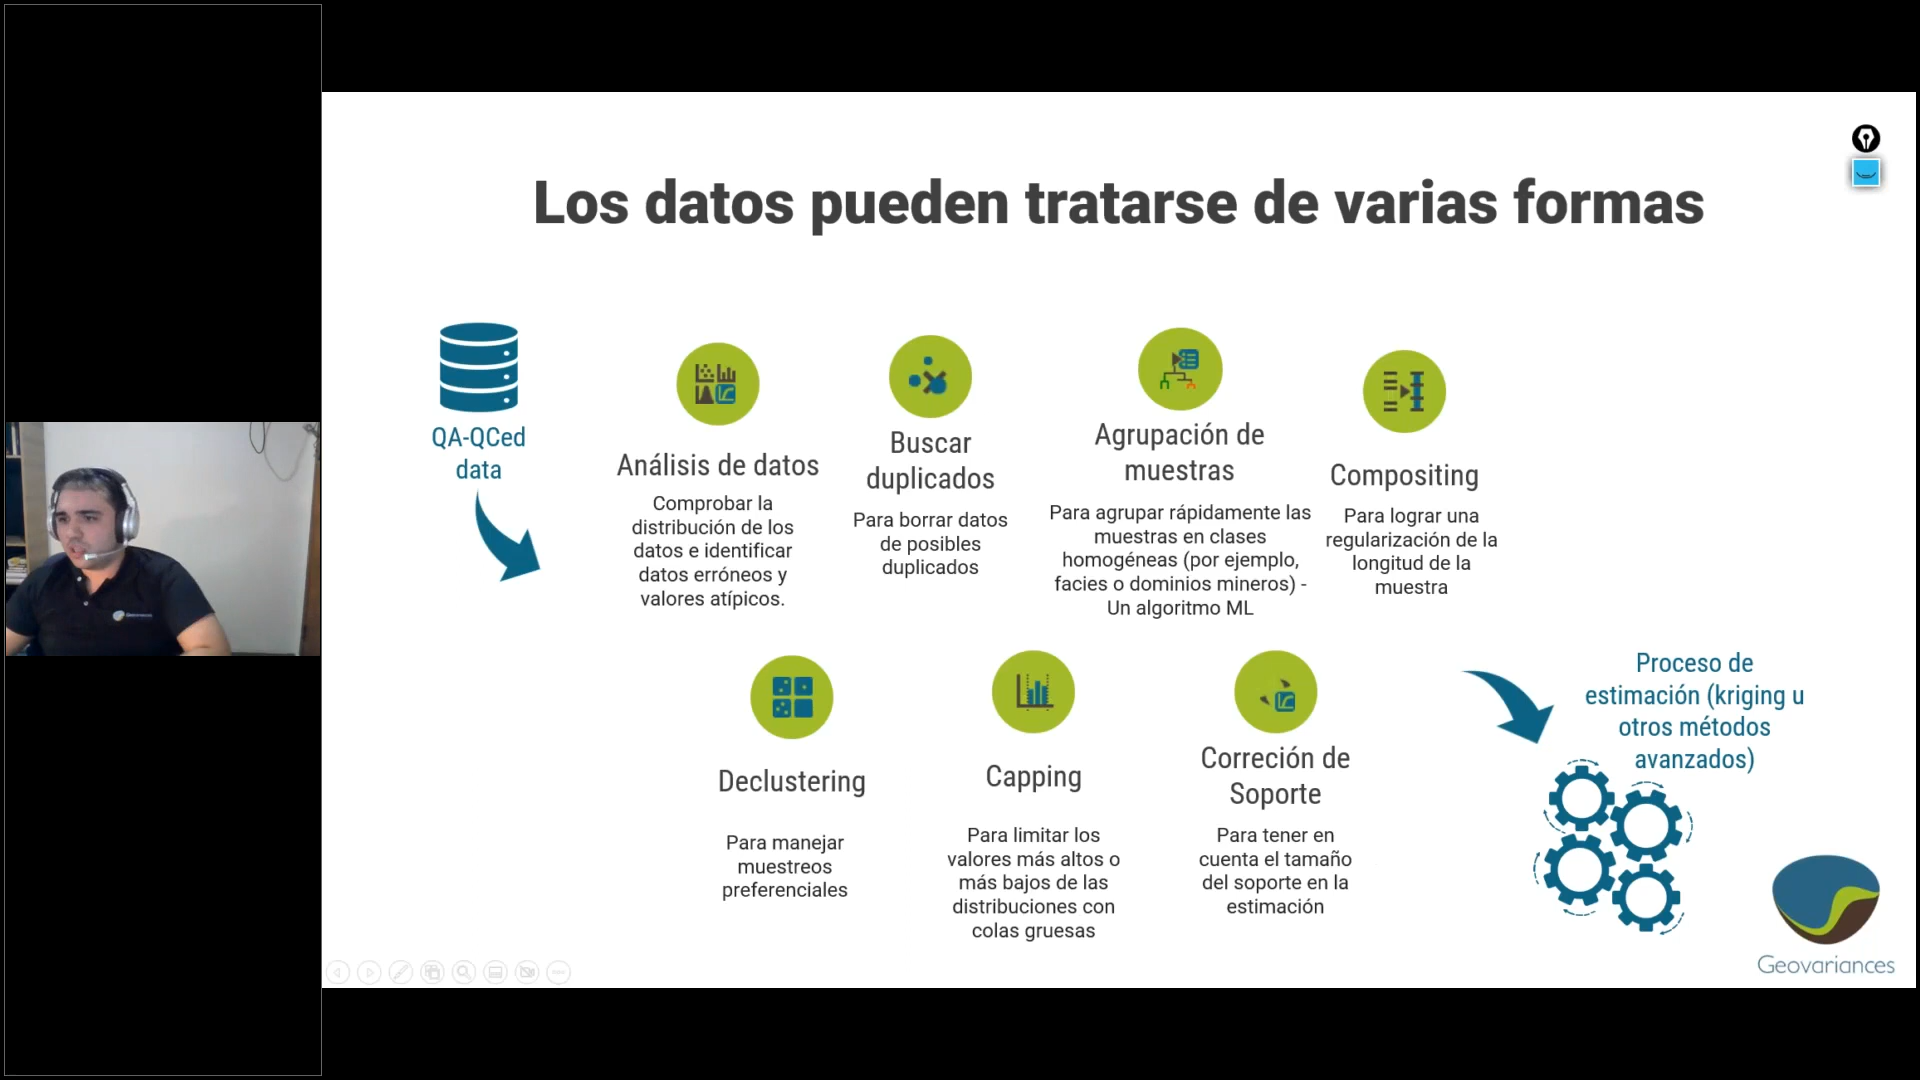 Los datos pueden tratarse de varias formas
QA-QCed
data
Análisis de datos
Comprobar la
distribución de los
datos e identificar
datos erróneos y
valores atípicos.
Buscar
duplicados
Para borrar datos
de posibles
duplicados
Agrupación de
muestras
Para agrupar rápidamente las
muestras en clases
homogéneas (por ejemplo,
facies o dominios mineros) -
Un algoritmo ML
Compositing
Para lograr una
regularización de la
longitud de la
muestra
Declustering
Para manejar
muestreos
preferenciales
Capping
Para limitar los
valores más altos o
más bajos de las
distribuciones con
colas gruesas
Correción de
Soporte
Para tener en
cuenta el tamaño
del soporte en la
estimación
Proceso de
estimación (kriging u
otros métodos
avanzados)
Geovariances
Geovariances